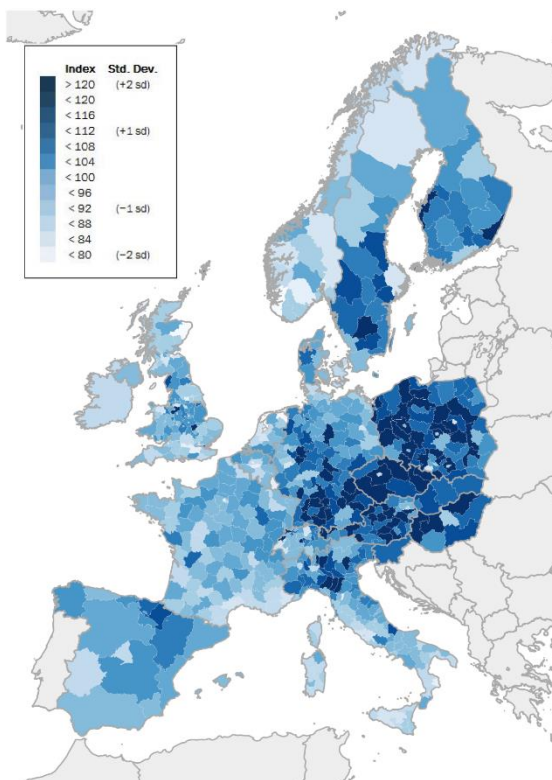 Index Std. Dev.
> 120 (+2 sd)
< 120
< 116
< 112 (+1 sd)
< 108
< 104
< 100
< 96
< 92 (−1 sd)
< 88
< 84
< 80 (−2 sd)